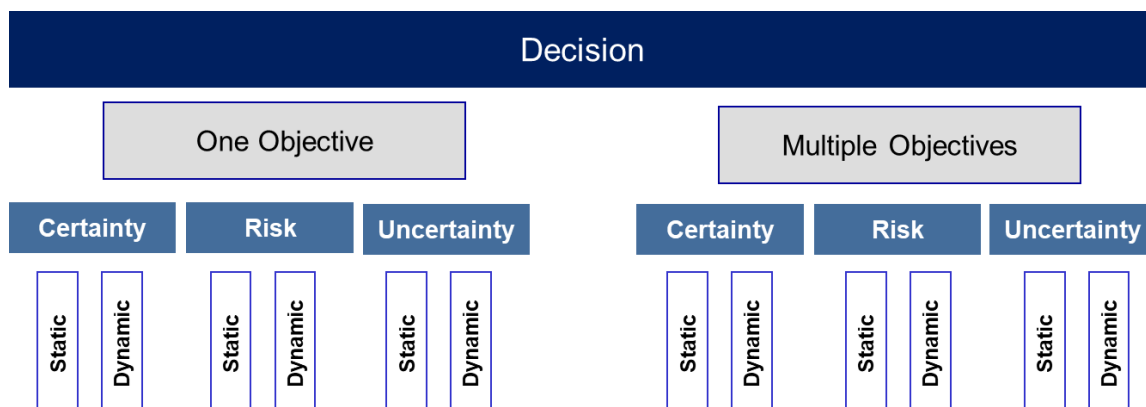 Decision
One Objective
Multiple Objectives
Certainty
Risk
Uncertainty
Certainty
Risk
Uncertainty
Static
Dynamic
Static
Dynamic
Static
Dynamic
Static
Dynamic
Static
Dynamic
Static
Dynamic